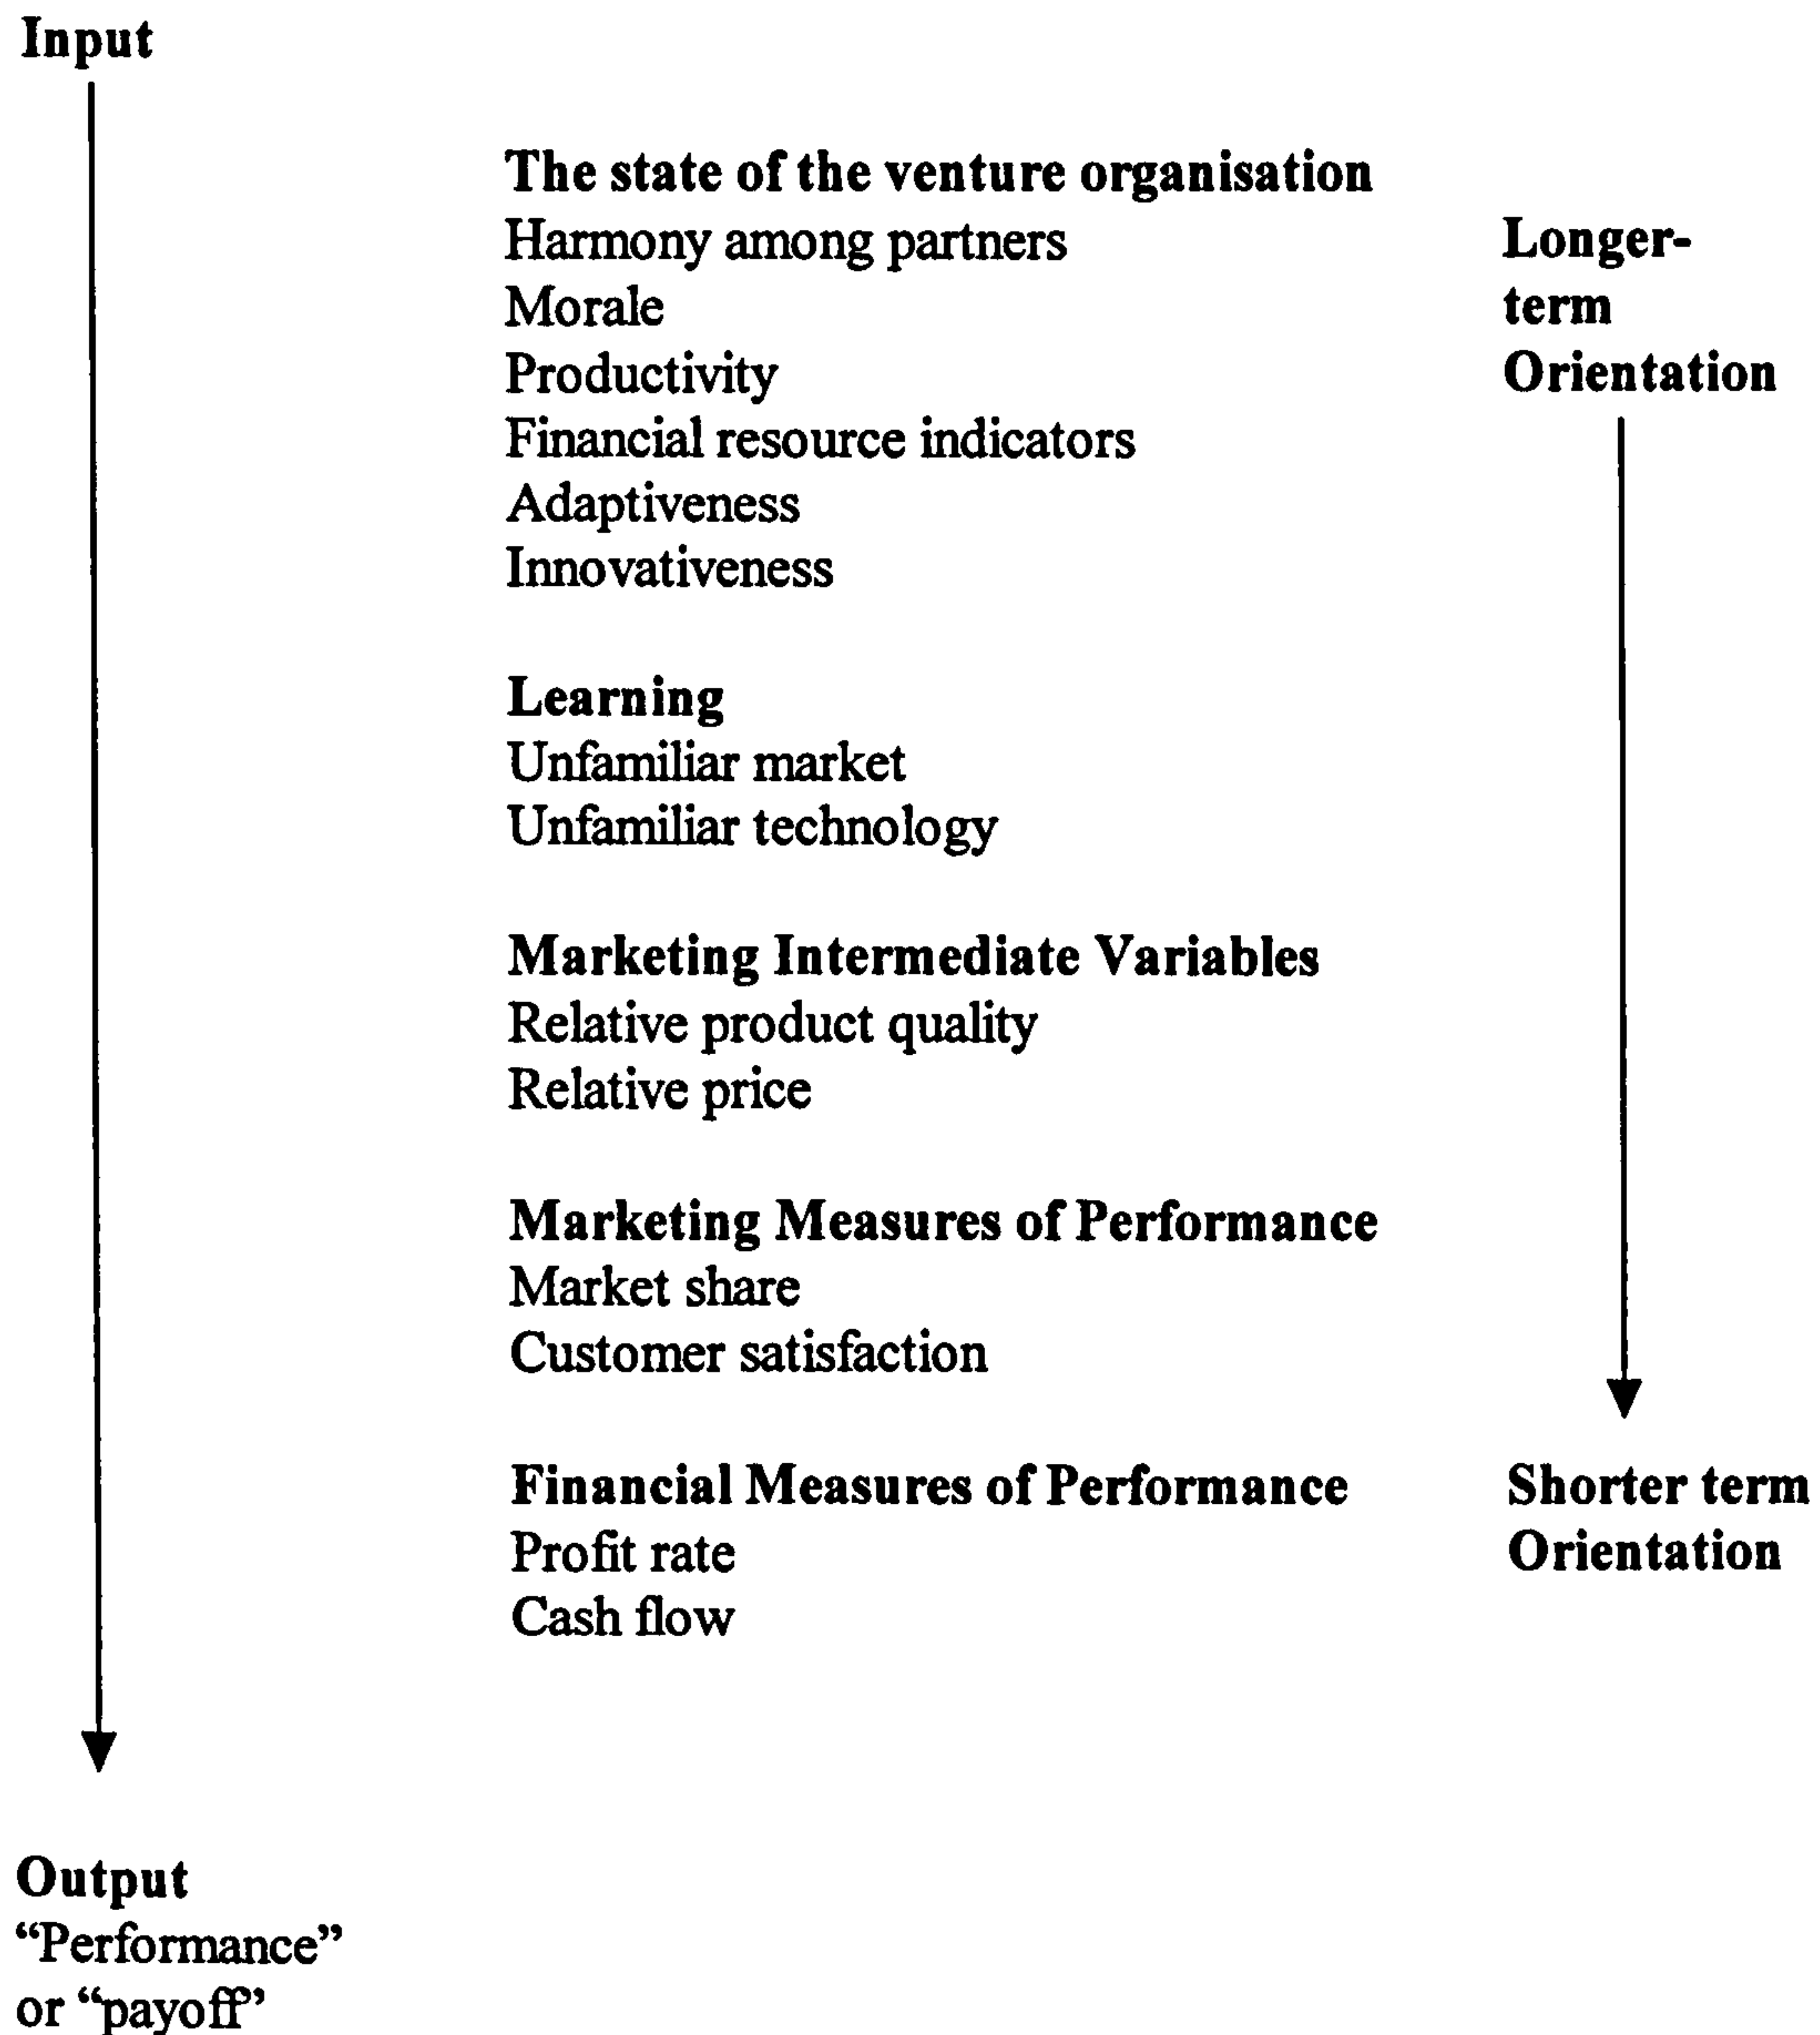 Input
The state of the venture organisation
Harmony among partners
Morale
Productivity
Financial resource indicators
Adaptiveness
Innovativeness
Learning
Unfamiliar market
Unfamiliar technology
Marketing Intermediate Variables
Relative product quality
Relative price
Marketing Measures of Performance
Market share
Customer satisfaction
Financial Measures of Performance
Profit rate
Cash flow
Longer-
term
Orientation
Shorter term
Orientation
Output
“Performance”
or “payoff”